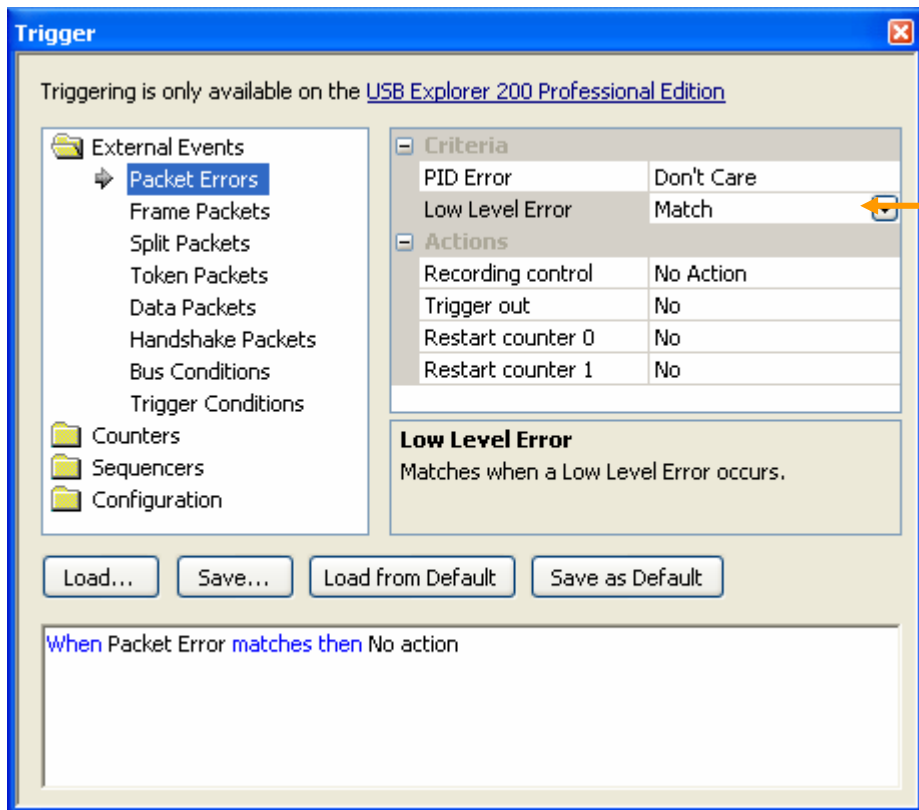 Trigger
Triggering is only available on the USB Explorer 200 Professional Edition
External Events
Packet Errors
Frame Packets
Split Packets
Token Packets
Data Packets
Handshake Packets
Bus Conditions
Trigger Conditions
Counters
Sequencers
Configuration
Criteria
PID Error Don't Care
Low Level Error Match
Actions
Recording control No Action
Trigger out No
Restart counter 0 No
Restart counter 1 No
Low Level Error
Matches when a Low Level Error occurs.
Load... Save... Load from Default Save as Default
When Packet Error matches then No action